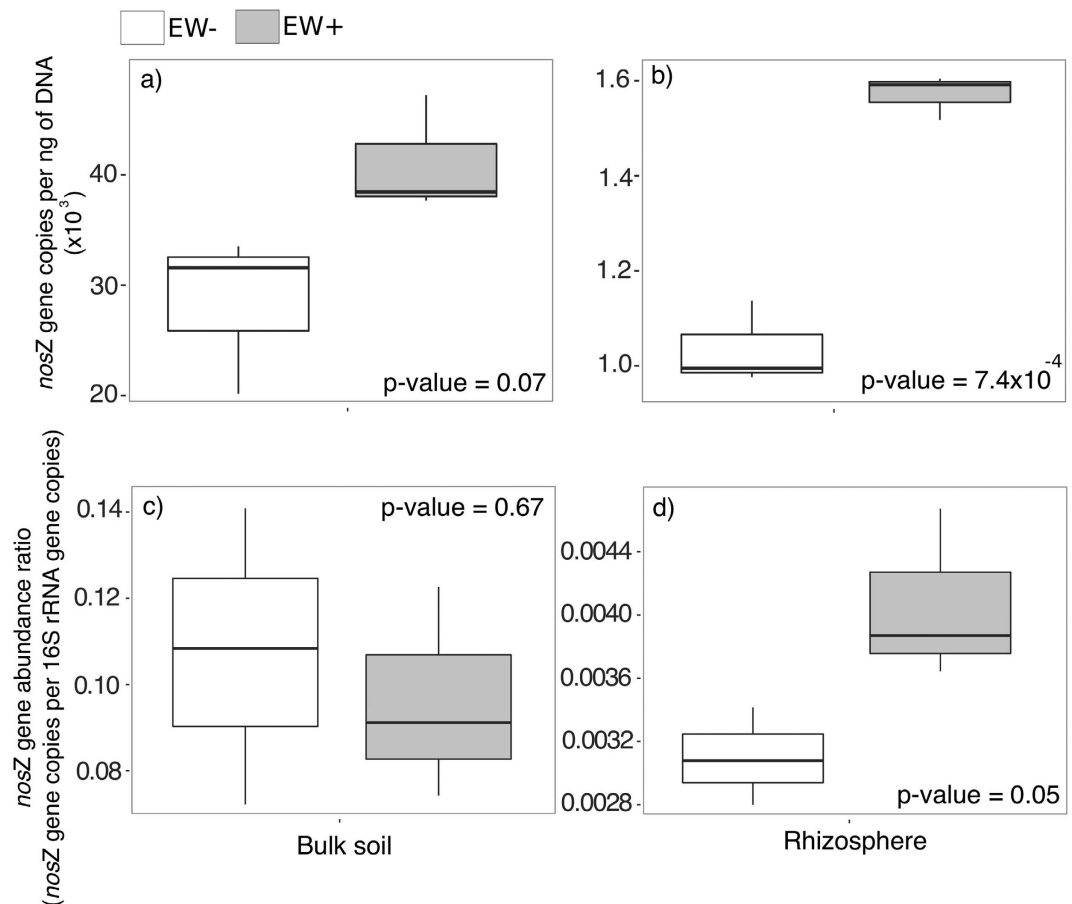 EW- EW+
nosZ gene copies per ng of DNA
(x10³)
a)
40
30
20
p-value = 0.07
b)
1.6
1.4
1.2
1.0
p-value = 7.4x10⁻⁴
nosZ gene abundance ratio
(nosZ gene copies per 16S rRNA gene copies)
c)
p-value = 0.67
0.14
0.12
0.10
0.08
Bulk soil
d)
0.0044
0.0040
0.0036
0.0032
0.0028
p-value = 0.05
Rhizosphere